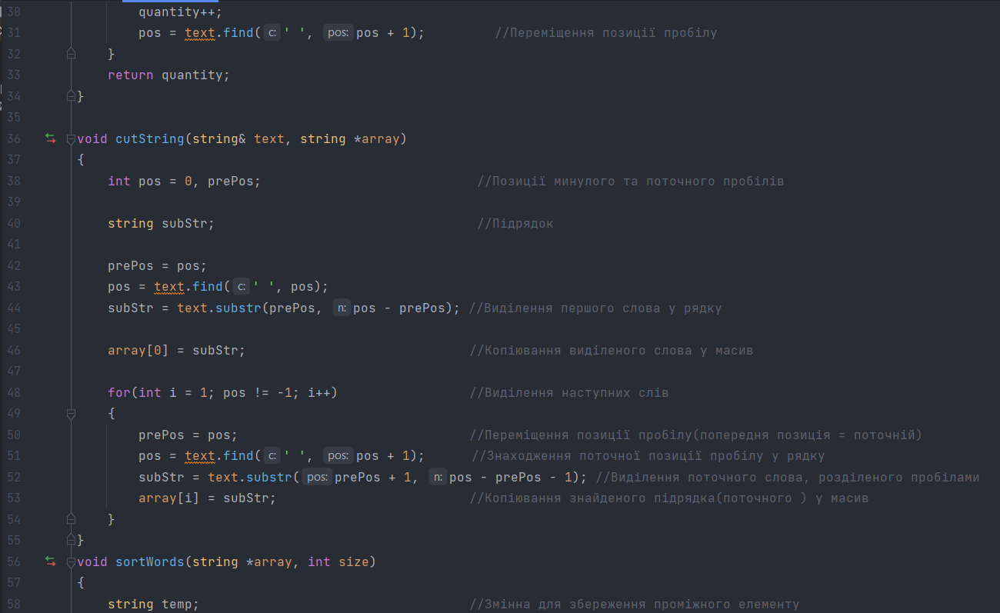 30 quantity++;
31 pos = text.find( c: ' ', pos: pos + 1); //Переміщення позиції пробілу
32 }
33 return quantity;
34 }
35
36 void cutString(string& text, string *array)
37 {
38 int pos = 0, prePos; //Позиції минулого та поточного пробілів
39
40 string subStr; //Підрядок
41
42 prePos = pos;
43 pos = text.find( c: ' ', pos);
44 subStr = text.substr(prePos, n: pos - prePos); //Виділення першого слова у рядку
45
46 array[0] = subStr; //Копіювання виділеного слова у масив
47
48 for(int i = 1; pos != -1; i++) //Виділення наступних слів
49 {
50 prePos = pos; //Переміщення позиції пробілу(попередня позиція = поточній)
51 pos = text.find( c: ' ', pos: pos + 1); //Знаходження поточної позиції пробілу у рядку
52 subStr = text.substr( pos: prePos + 1, n: pos - prePos - 1); //Виділення поточного слова, розділеного пробілами
53 array[i] = subStr; //Копіювання знайденого підрядка(поточного ) у масив
54 }
55 }
56 void sortWords(string *array, int size)
57 {
58 string temp; //Змінна для збереження проміжного елементу